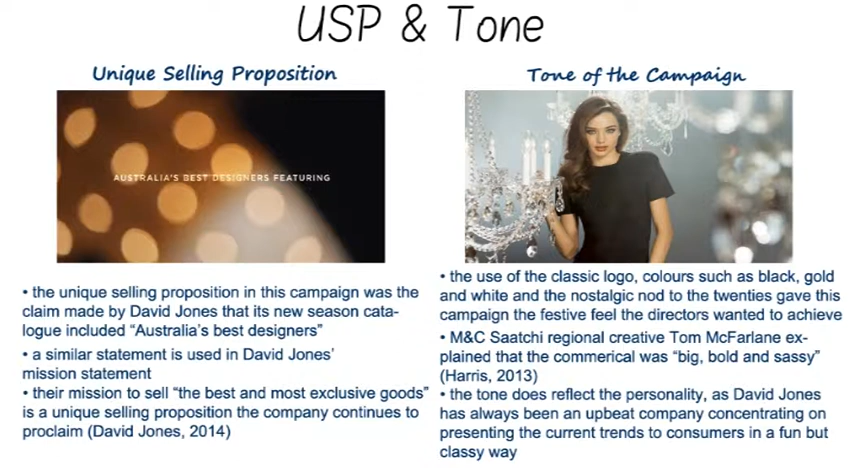 USP & Tone
Unique Selling Proposition
AUSTRALIA'S BEST DESIGNERS FEATURING
• the unique selling proposition in this campaign was the
claim made by David Jones that its new season cata-
logue included “Australia's best designers”
• a similar statement is used in David Jones'
mission statement
• their mission to sell “the best and most exclusive goods”
is a unique selling proposition the company continues to
proclaim (David Jones, 2014)
Tone of the Campaign
• the use of the classic logo, colours such as black, gold
and white and the nostalgic nod to the twenties gave this
campaign the festive feel the directors wanted to achieve
• M&C Saatchi regional creative Tom McFarlane ex-
plained that the commerical was “big, bold and sassy”
(Harris, 2013)
• the tone does reflect the personality, as David Jones
has always been an upbeat company concentrating on
presenting the current trends to consumers in a fun but
classy way